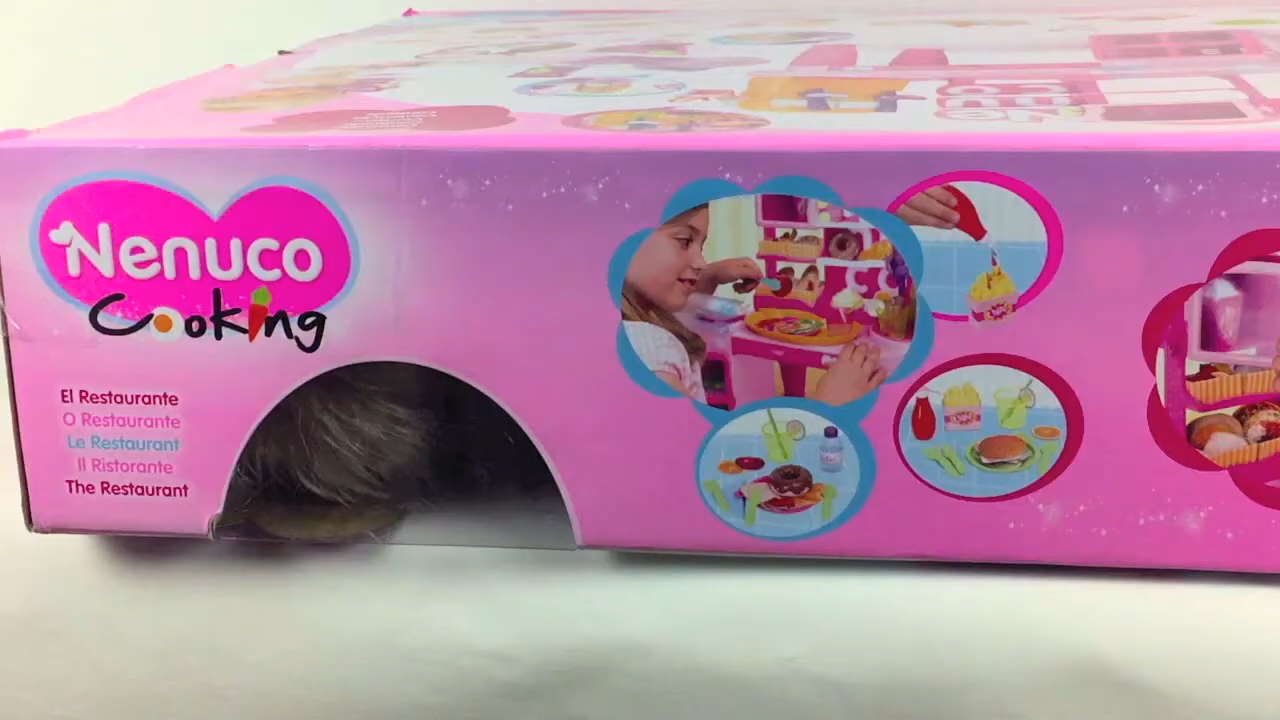 Nenuco
Cooking
El Restaurante
O Restaurante
Le Restaurant
Il Ristorante
The Restaurant